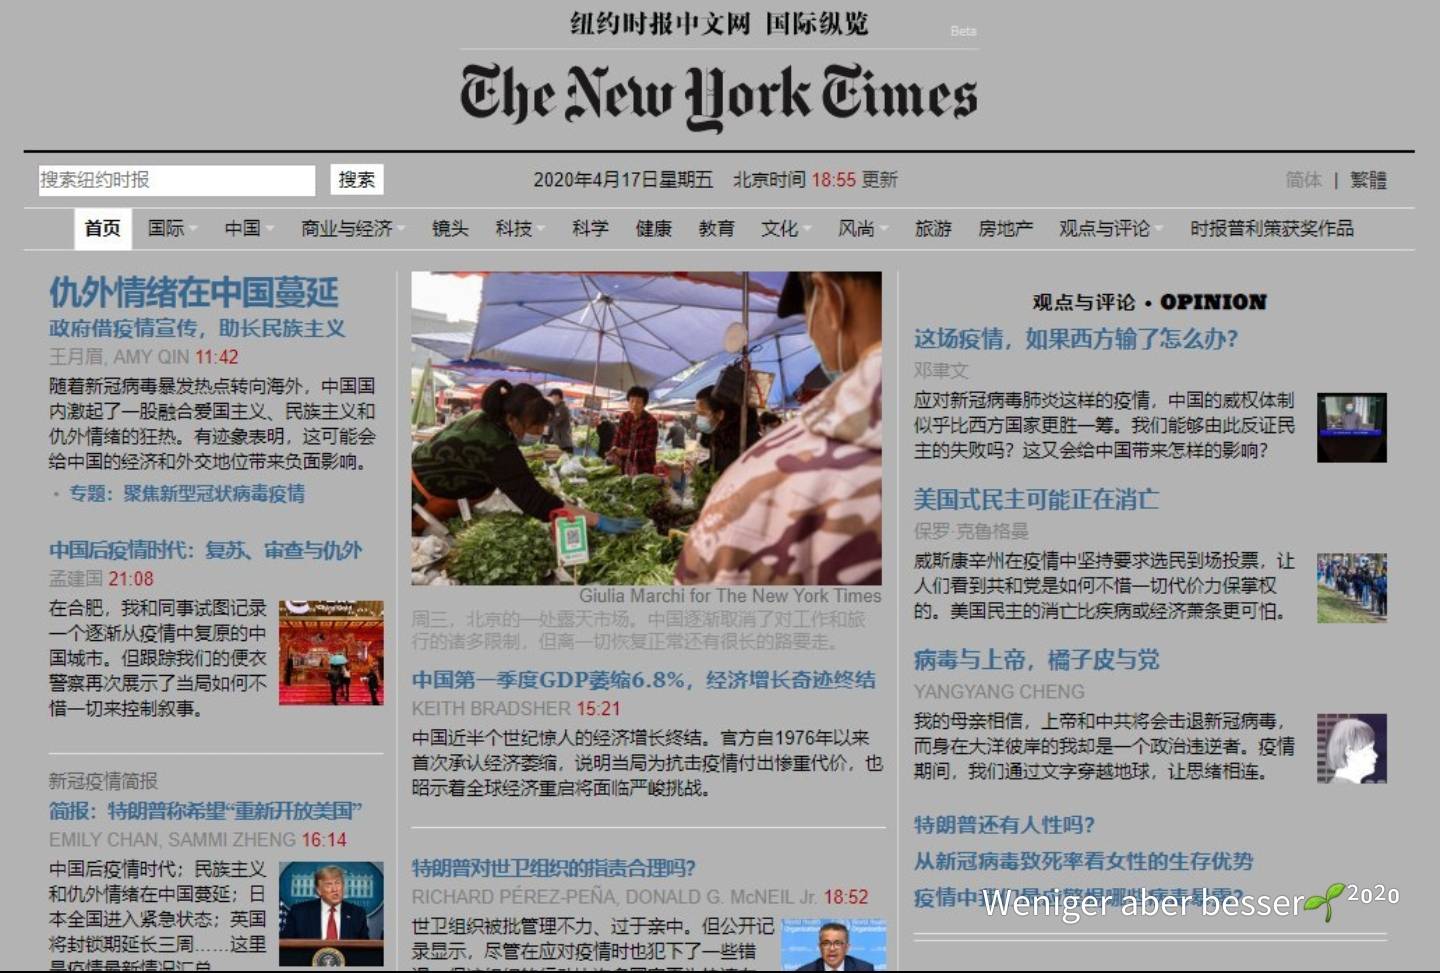 纽约时报中文网 国际纵览
Beta
The New York Times
搜索纽约时报
搜索
2020年4月17日星期五 北京时间 18:55 更新
简体 | 繁體
首页 国际 中国 商业与经济 镜头 科技 科学 健康 教育 文化 风尚 旅游 房地产 观点与评论 时报普利策获奖作品
仇外情绪在中国蔓延
政府借疫情宣传，助长民族主义
王月眉, AMY QIN 11:42
随着新冠病毒暴发热点转向海外，中国国
内激起了一股融合爱国主义、民族主义和
仇外情绪的狂热。有迹象表明，这可能会
给中国的经济和外交地位带来负面影响。
• 专题：聚焦新型冠状病毒疫情
中国后疫情时代：复苏、审查与仇外
孟建国 21:08
在合肥，我和同事试图记录
一个逐渐从疫情中复原的中
国城市。但跟踪我们的便衣
警察再次展示了当局如何不
惜一切来控制叙事。
新冠疫情简报
简报：特朗普称希望“重新开放美国”
EMILY CHAN, SAMMI ZHENG 16:14
中国后疫情时代；民族主义
和仇外情绪在中国蔓延；日
本全国进入紧急状态；英国
将封锁期延长三周……这里
是疫情最新情况汇总
Giulia Marchi for The New York Times
周三，北京的一处露天市场。中国逐渐取消了对工作和旅
行的诸多限制，但离一切恢复正常还有很长的路要走。
中国第一季度GDP萎缩6.8%，经济增长奇迹终结
KEITH BRADSHER 15:21
中国近半个世纪惊人的经济增长终结。官方自1976年以来
首次承认经济萎缩，说明当局为抗击疫情付出惨重代价，也
昭示着全球经济重启将面临严峻挑战。
特朗普对世卫组织的指责合理吗？
RICHARD PÉREZ-PEÑA, DONALD G. McNEIL Jr. 18:52
世卫组织被批管理不力、过于亲中。但公开记
录显示，尽管在应对疫情时也犯下了一些错
观点与评论 • OPINION
这场疫情，如果西方输了怎么办？
邓聿文
应对新冠病毒肺炎这样的疫情，中国的威权体制
似乎比西方国家更胜一筹。我们能够由此反证民
主的失败吗？这又会给中国带来怎样的影响？
美国式民主可能正在消亡
保罗·克鲁格曼
威斯康辛州在疫情中坚持要求选民到场投票，让
人们看到共和党是如何不惜一切代价力保掌权
的。美国民主的消亡比疾病或经济萧条更可怕。
病毒与上帝，橘子皮与党
YANGYANG CHENG
我的母亲相信，上帝和中共将会击退新冠病毒，
而身在大洋彼岸的我却是一个政治违逆者。疫情
期间，我们通过文字穿越地球，让思绪相连。
特朗普还有人性吗？
从新冠病毒致死率看女性的生存优势
疫情中
Weniger aber besser 2020